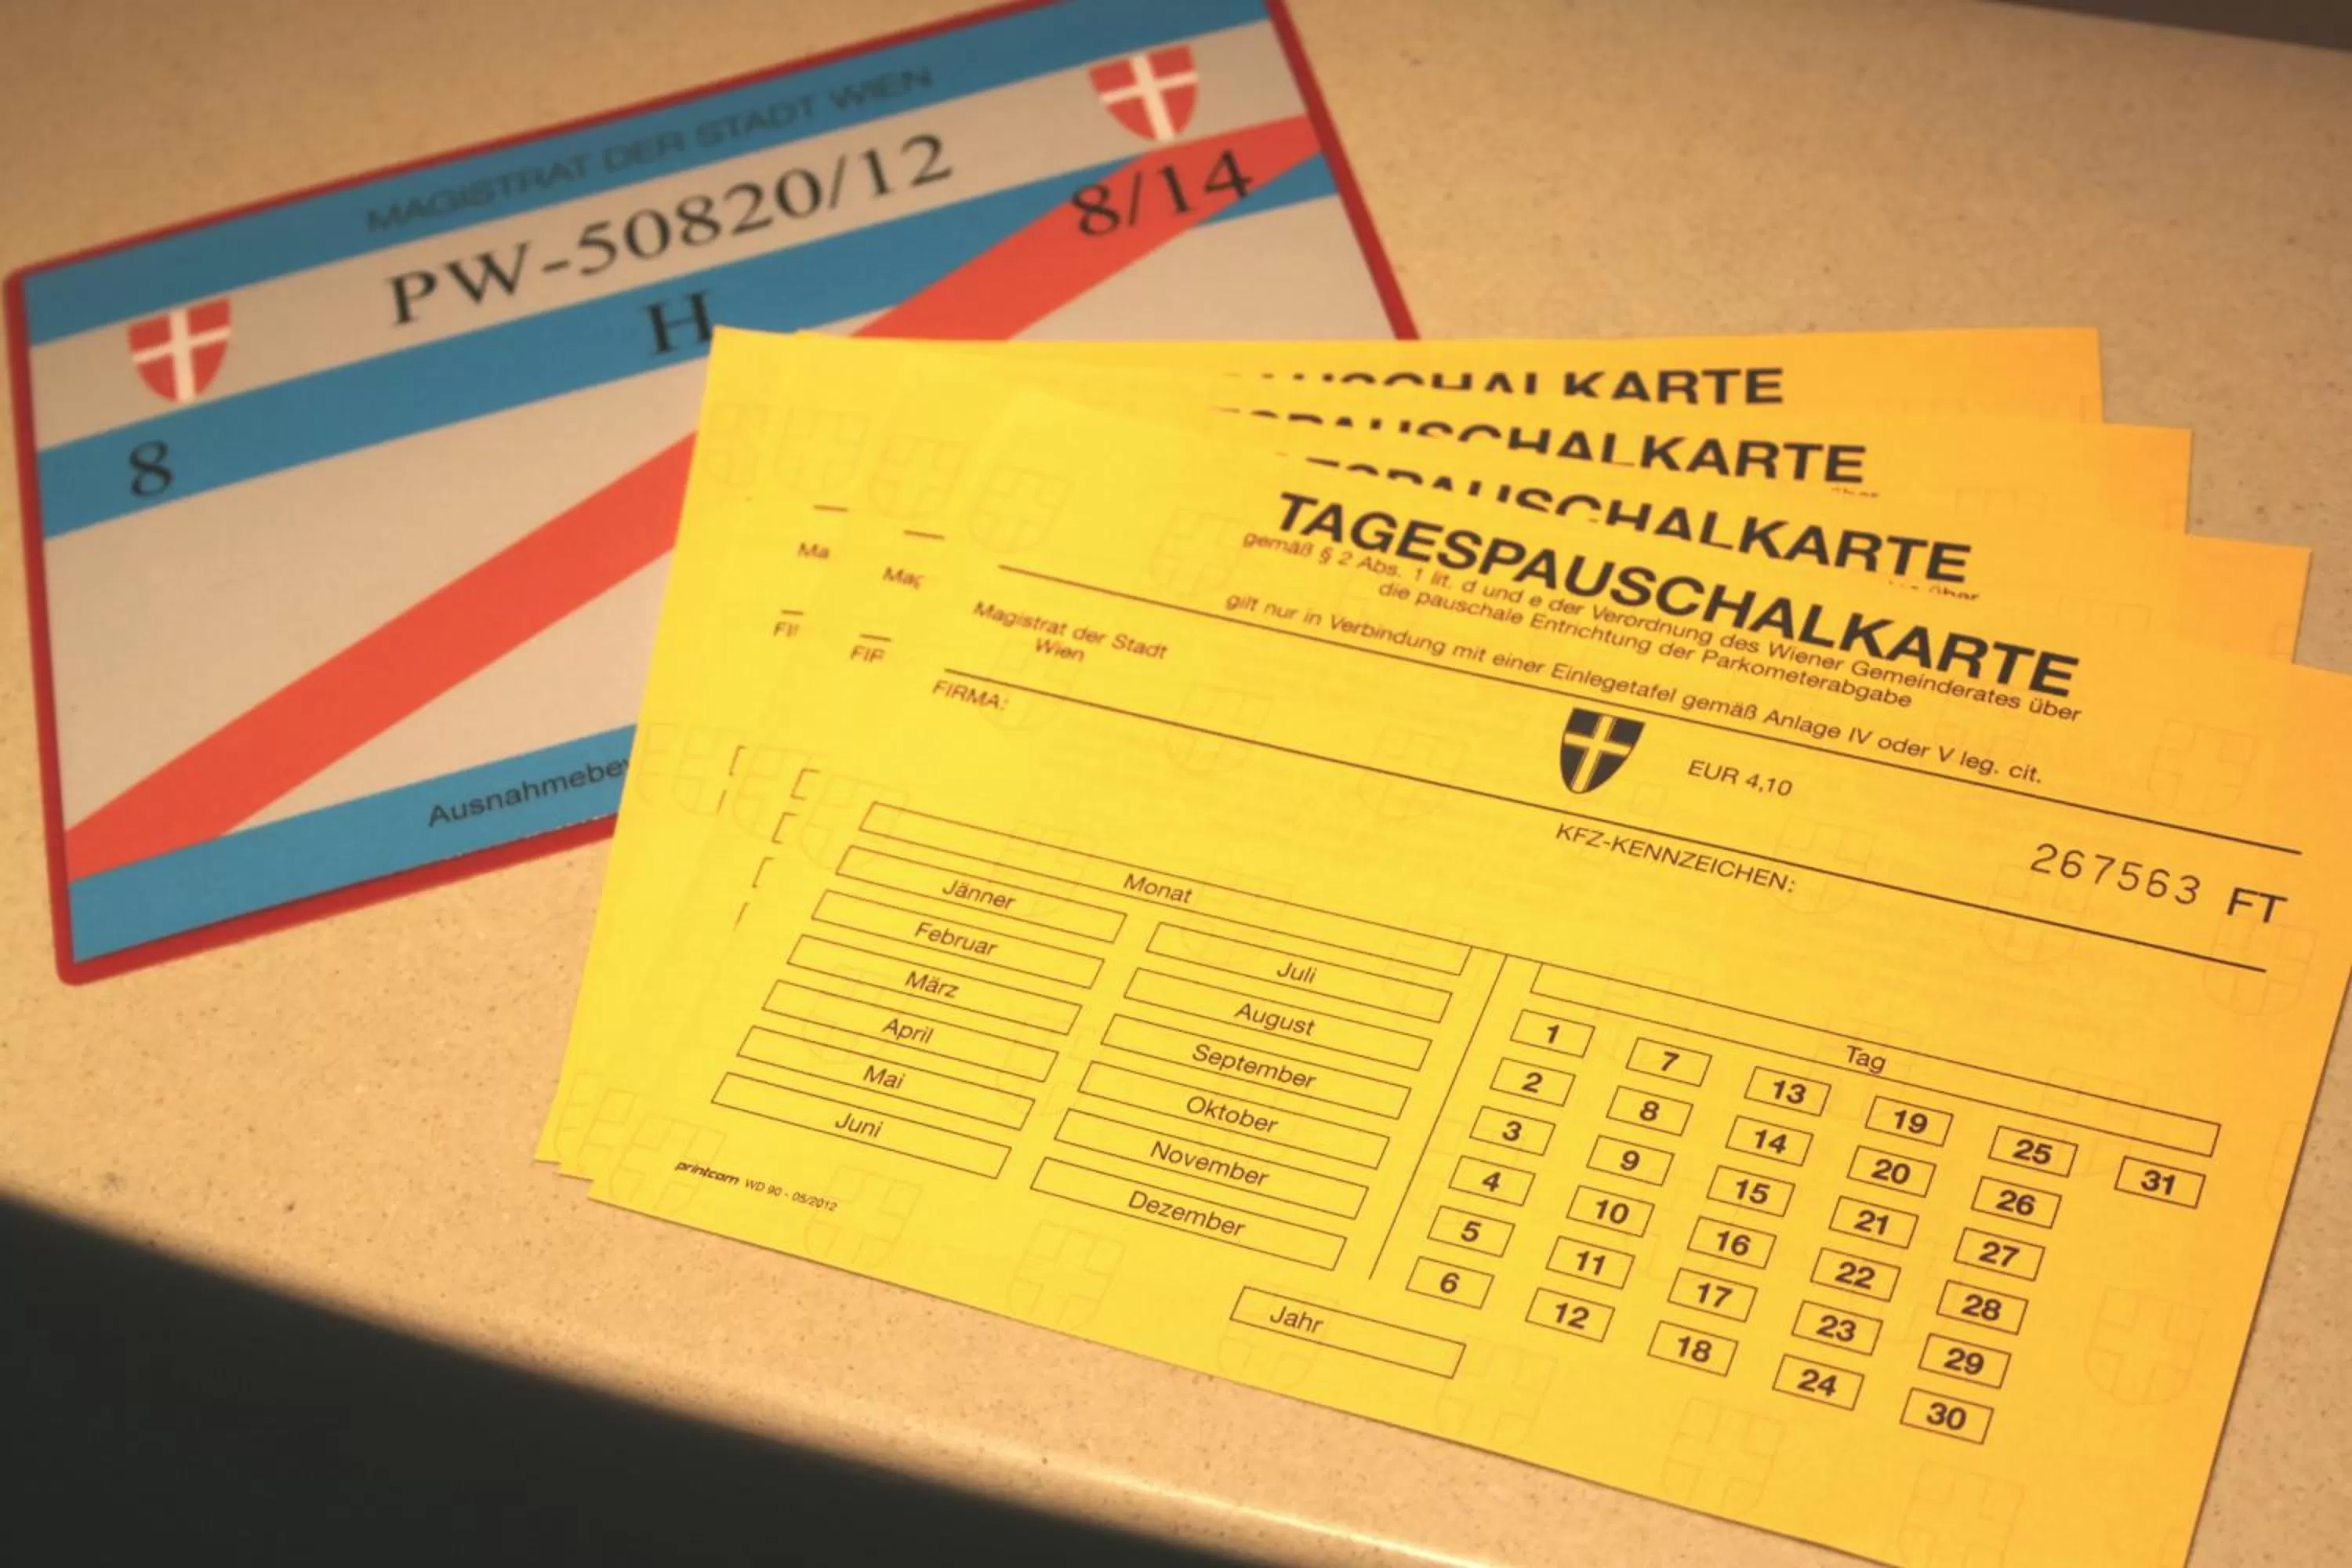 MAGISTRAT DER STADT WIEN
PW-50820/12
8/14
H
8
KARTE
PAUSCHALKARTE
über
PAUSCHALKARTE
über
TAGESPAUSCHALKARTE
gemäß § 2 Abs. 1 lit. d und e der Verordnung des Wiener Gemeinderates über
die pauschale Entrichtung der Parkometerabgabe
gilt nur in Verbindung mit einer Einlegetafel gemäß Anlage IV oder V leg. cit.
Magistrat der Stadt
Wien
EUR 4,10
267563 FT
FIRMA:
KFZ-KENNZEICHEN:
Monat
Jänner
Februar
März
April
Mai
Juni
Juli
August
September
Oktober
November
Dezember
Tag
1 7 13 19 25 31
2 8 14 20 26
3 9 15 21 27
4 10 16 22 28
5 11 17 23 29
6 12 18 24 30
Jahr
printcom WD 90 - 05/2012